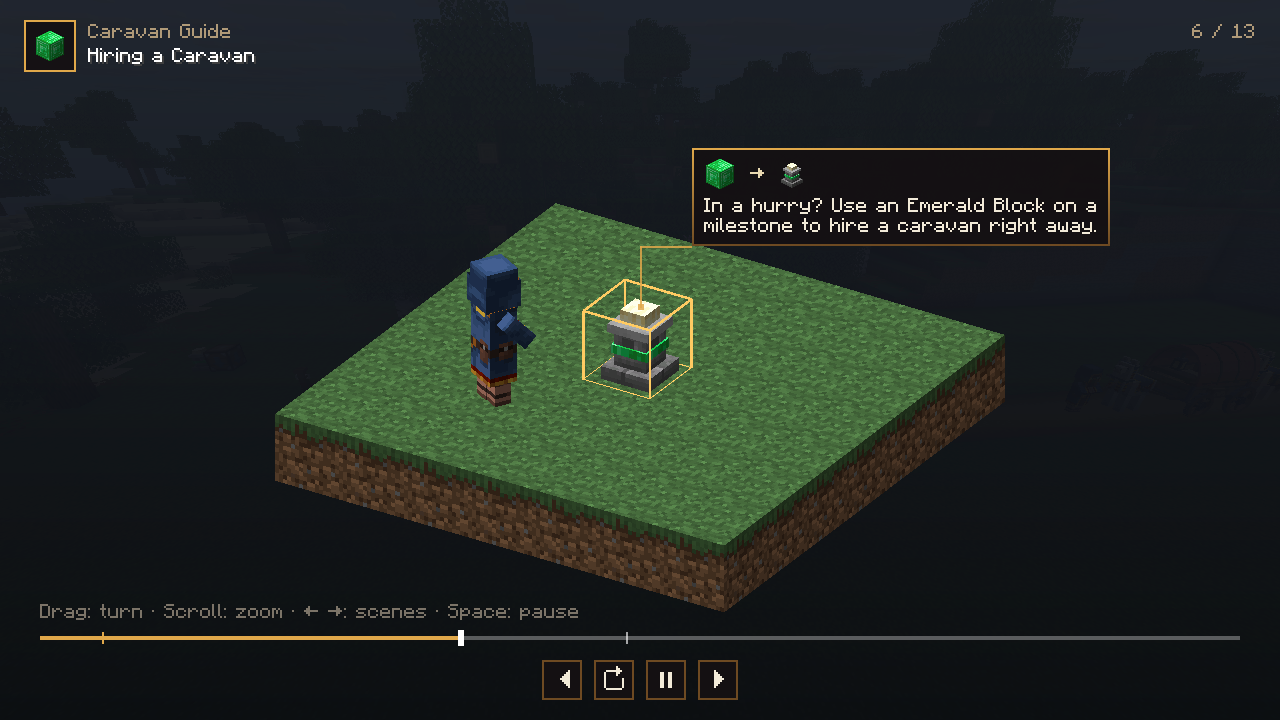 Caravan Guide
Hiring a Caravan
6 / 13
In a hurry? Use an Emerald Block on a
milestone to hire a caravan right away.
Drag: turn · Scroll: zoom · ← →: scenes · Space: pause